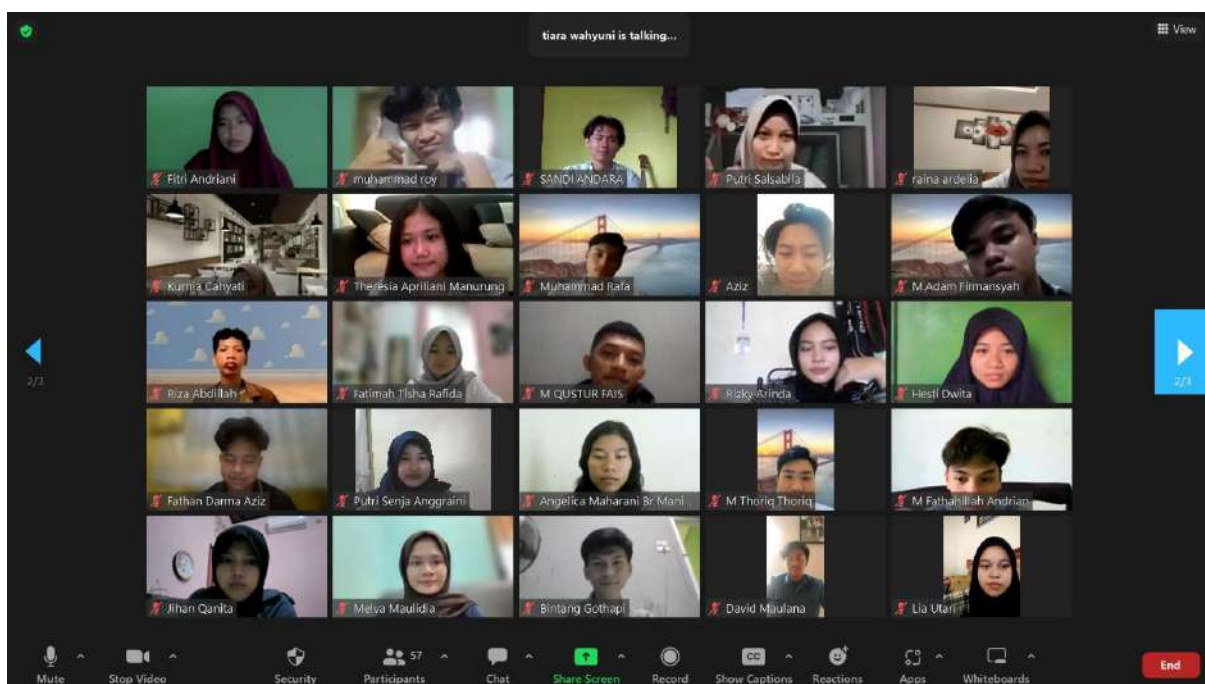 tiara wahyuni is talking...
View
Fitri Andriani
muhammad roy
SANDI ANDARA
Putri Salsabila
raina ardelia
Kurnia Cahyati
Theresia Apriliani Manurung
Muhammad Rafa
Aziz
M.Adam Firmansyah
2/3
Riza Abdillah
Fatimah Tisha Rafida
M QUSTUR FAIS
Rizky Arinda
Hesti Dwita
2/3
Fathan Darma Aziz
Putri Senja Anggraini
Angelica Maharani Br Mani...
M.Thoriq Thoriq
M Fathahillah Andrian
Jihan Qanita
Melva Maulidia
Bintang Gothapi
David Maulana
Lia Utari
57
CC
Mute
Stop Video
Security
Participants
Chat
Share Screen
Record
Show Captions
Reactions
Apps
Whiteboards
End